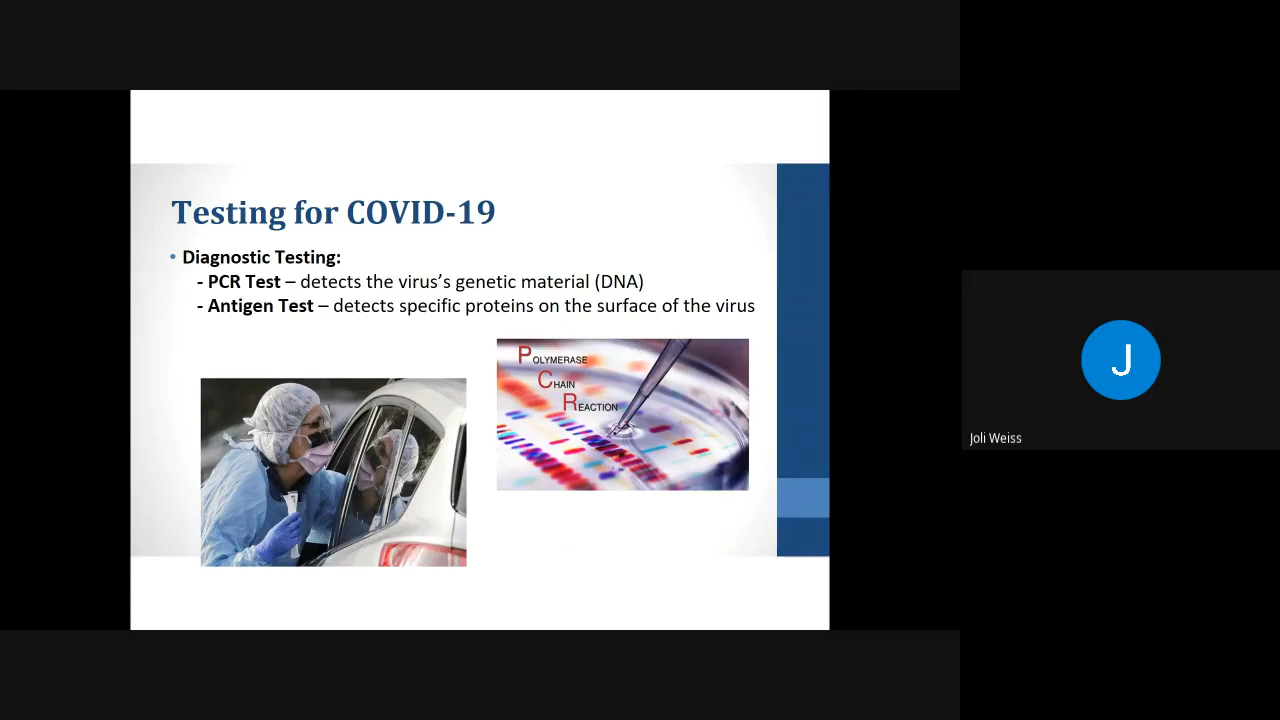 Testing for COVID-19
• Diagnostic Testing:
- PCR Test – detects the virus’s genetic material (DNA)
- Antigen Test – detects specific proteins on the surface of the virus
POLYMERASE
CHAIN
REACTION
J
Joli Weiss